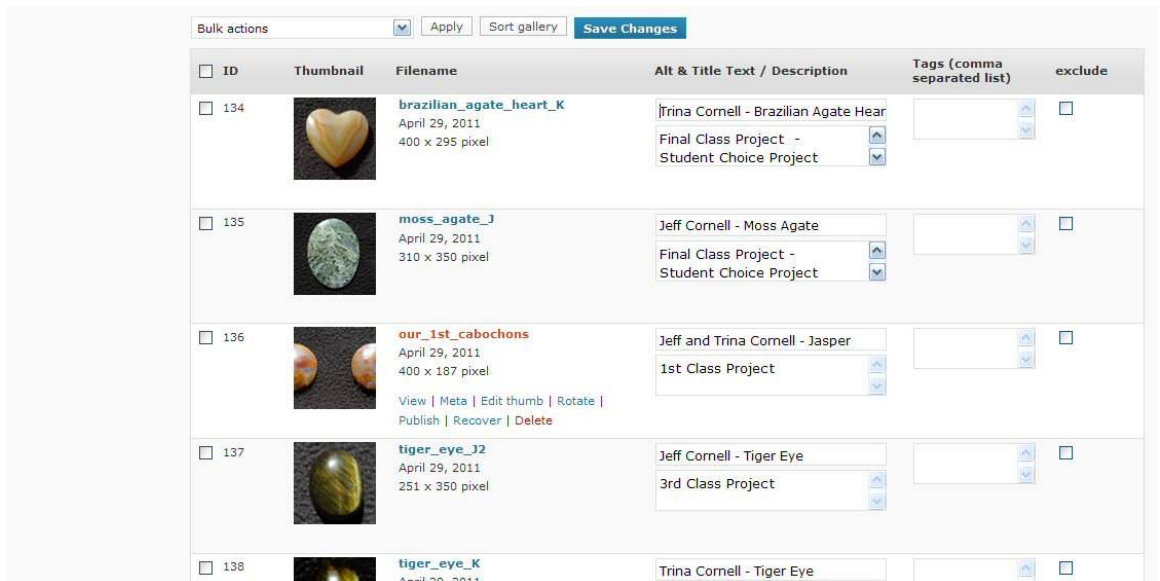 Bulk actions Apply Sort gallery Save Changes
ID Thumbnail Filename Alt & Title Text / Description Tags (comma separated list) exclude
134 brazilian_agate_heart_K Trina Cornell - Brazilian Agate Hear
April 29, 2011
400 x 295 pixel
Final Class Project -
Student Choice Project
135 moss_agate_J Jeff Cornell - Moss Agate
April 29, 2011
310 x 350 pixel
Final Class Project -
Student Choice Project
136 our_1st_cabochons Jeff and Trina Cornell - Jasper
April 29, 2011
400 x 187 pixel
1st Class Project
View | Meta | Edit thumb | Rotate |
Publish | Recover | Delete
137 tiger_eye_J2 Jeff Cornell - Tiger Eye
April 29, 2011
251 x 350 pixel
3rd Class Project
138 tiger_eye_K Trina Cornell - Tiger Eye
April 29, 2011